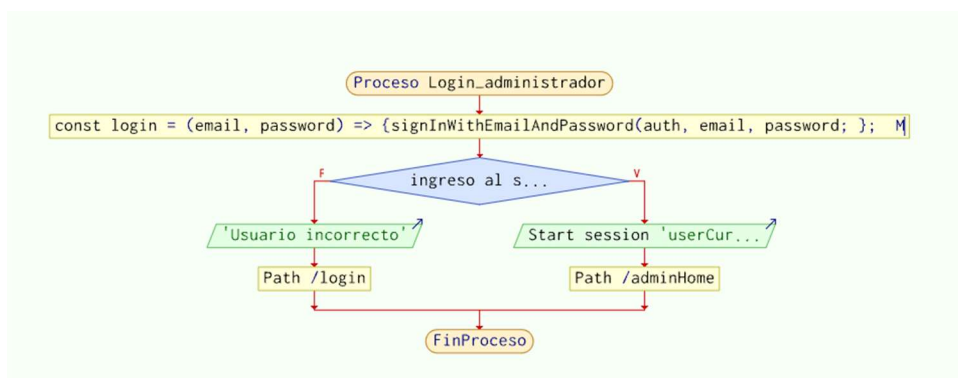 Proceso Login_administrador
const login = (email, password) => {signInWithEmailAndPassword(auth, email, password; }; M
ingreso al s...
F
V
'Usuario incorrecto'
Start session 'userCur...
Path /login
Path /adminHome
FinProceso